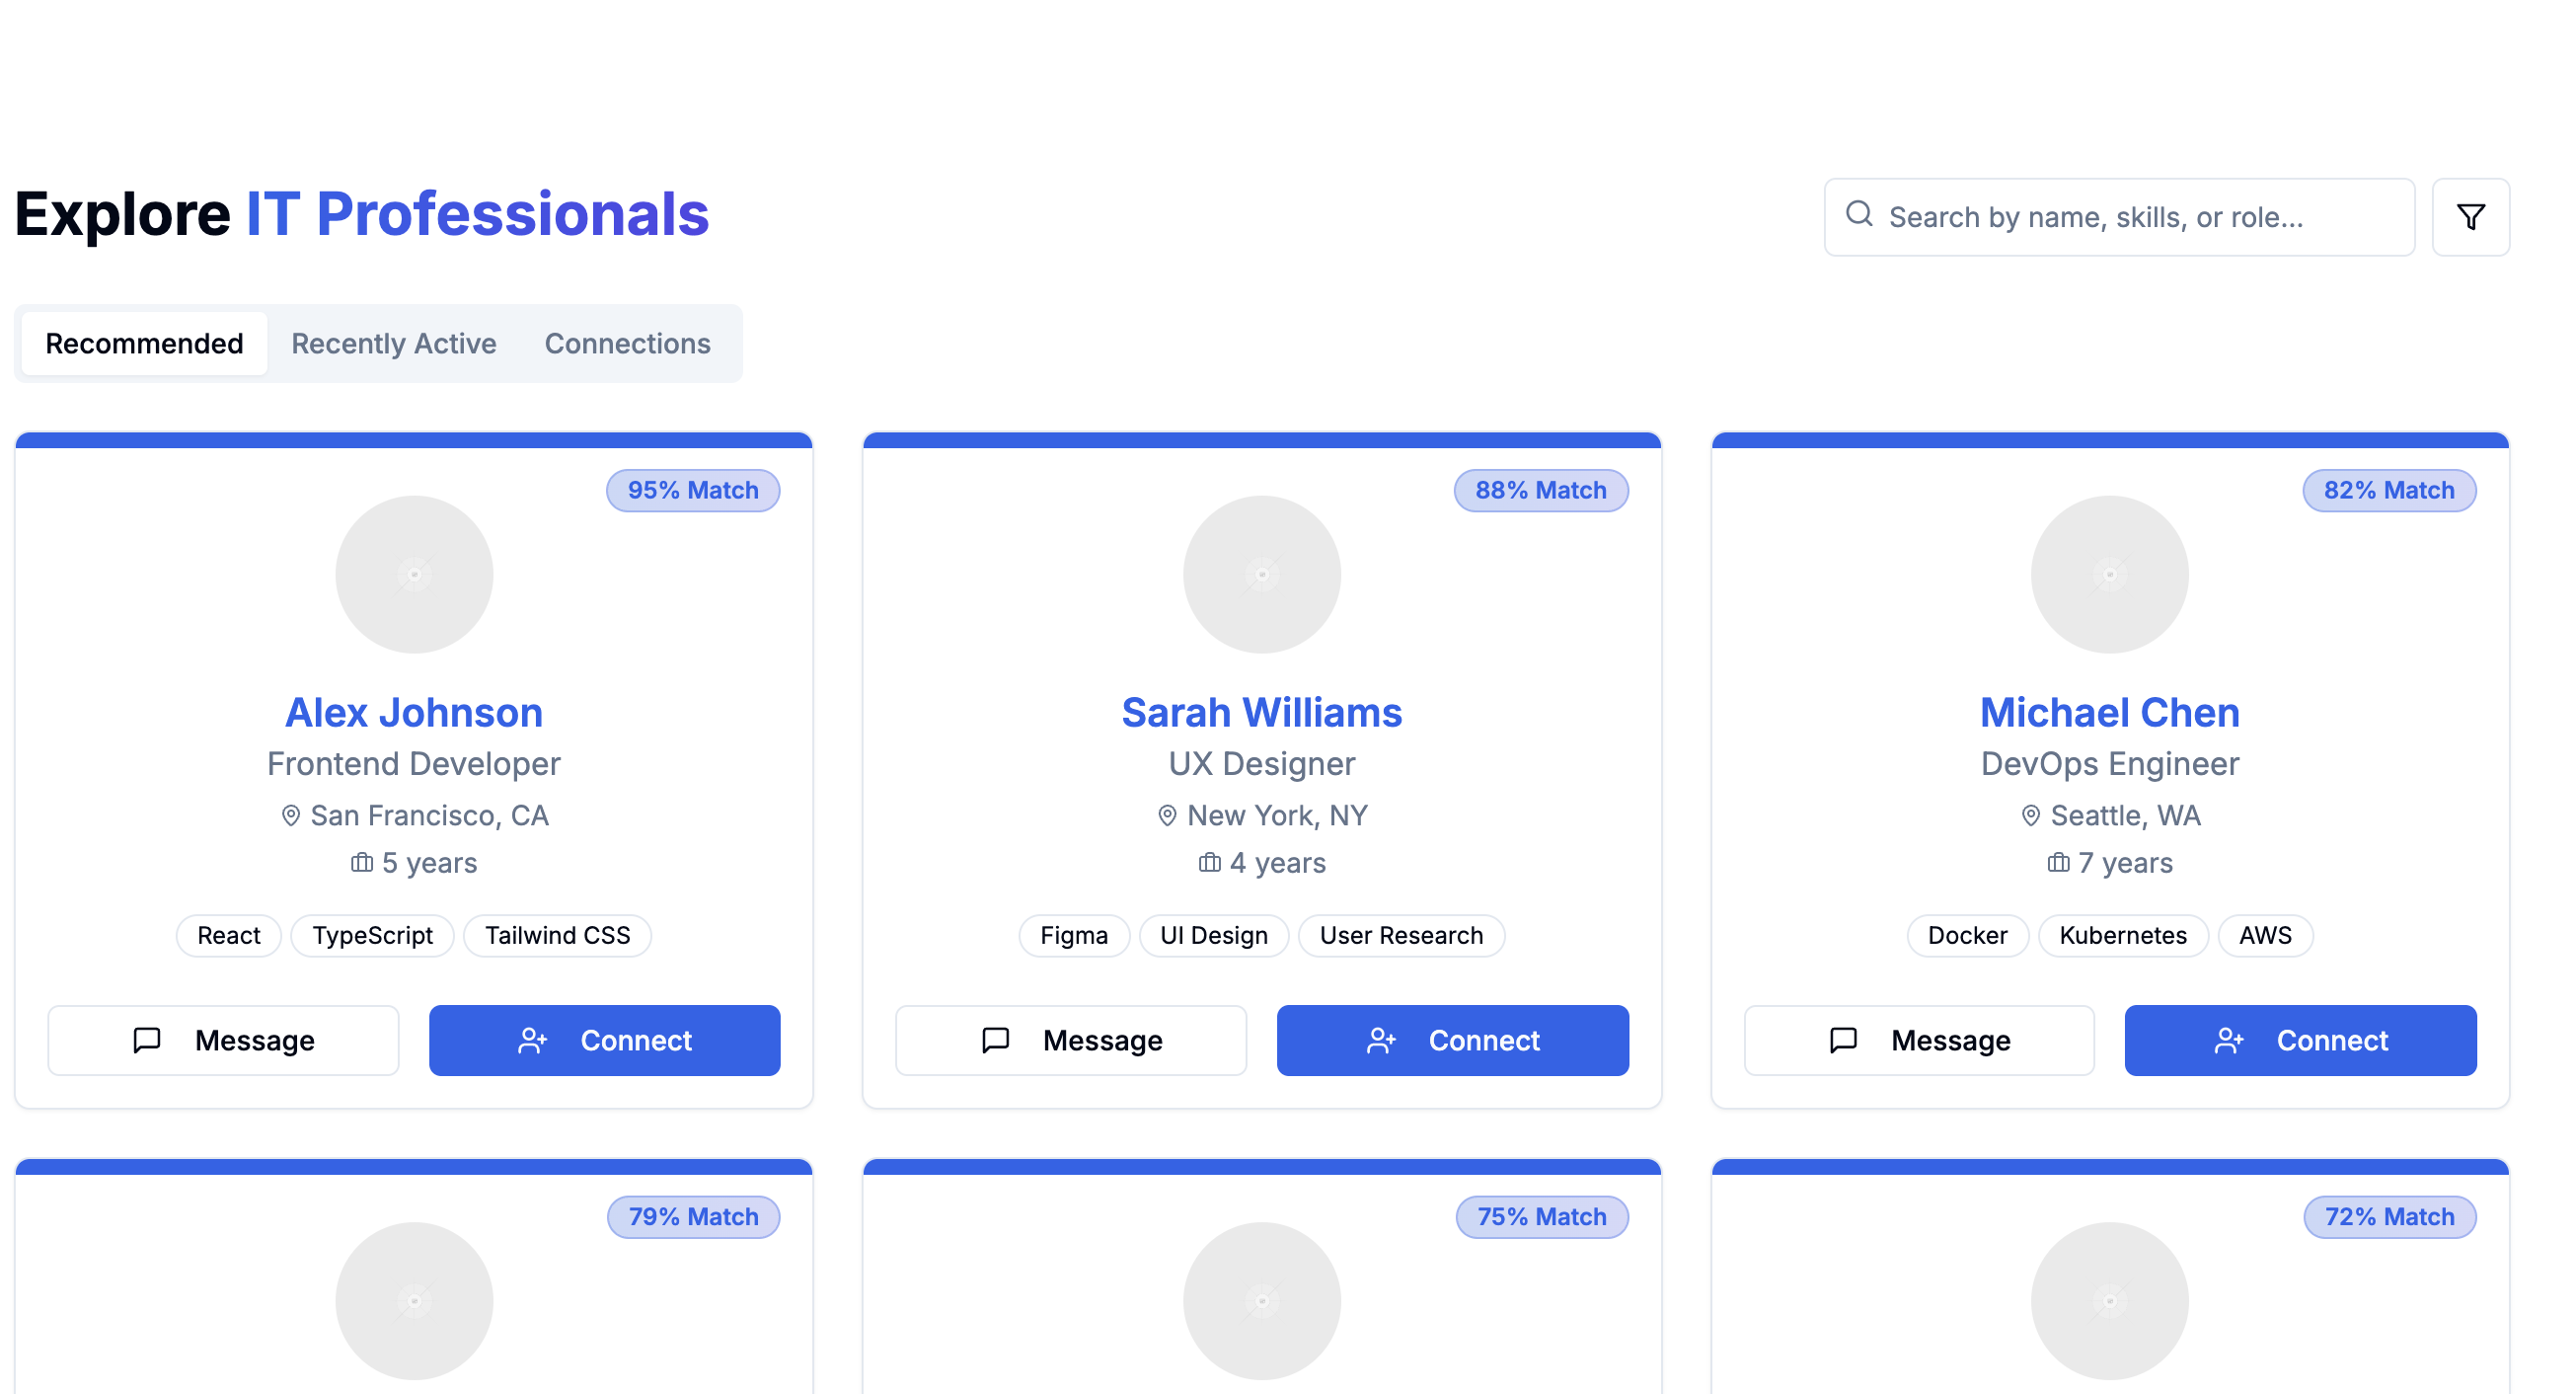 Explore IT Professionals
Search by name, skills, or role...
Recommended
Recently Active
Connections
95% Match
Alex Johnson
Frontend Developer
San Francisco, CA
5 years
React
TypeScript
Tailwind CSS
Message
Connect
88% Match
Sarah Williams
UX Designer
New York, NY
4 years
Figma
UI Design
User Research
Message
Connect
82% Match
Michael Chen
DevOps Engineer
Seattle, WA
7 years
Docker
Kubernetes
AWS
Message
Connect
79% Match
75% Match
72% Match